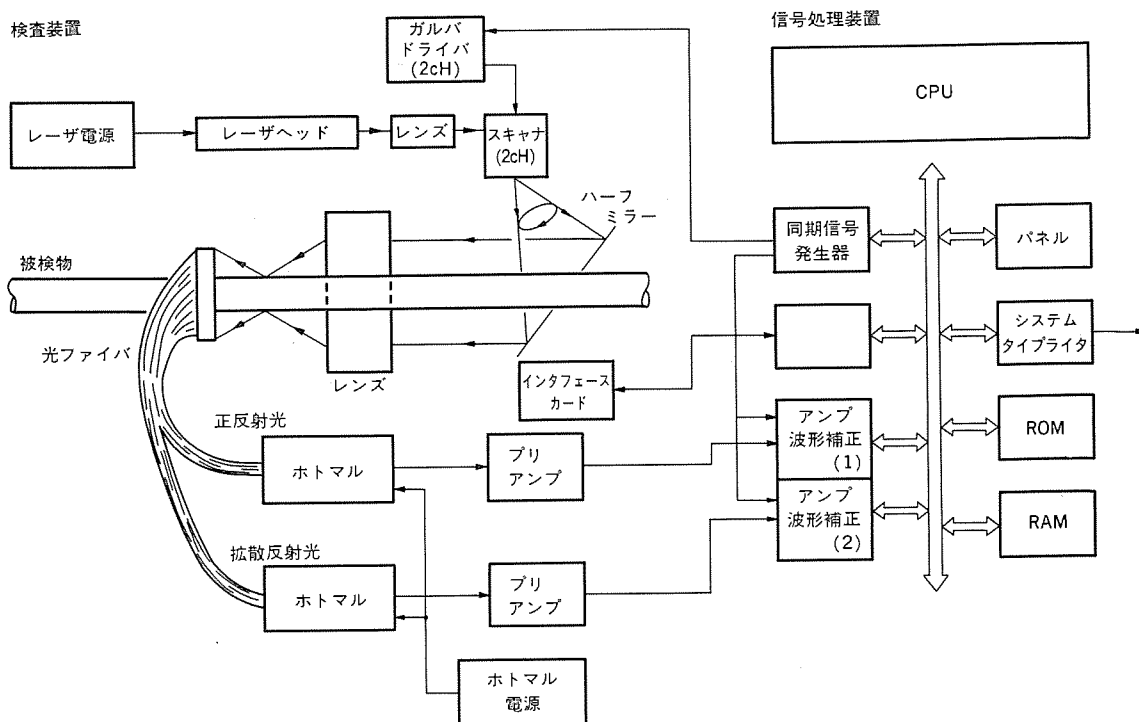 検査装置
信号処理装置
ガルバ
ドライバ
(2cH)
CPU
レーザ電源
レーザヘッド
レンズ
スキャナ
(2cH)
ハーフ
ミラー
同期信号
発生器
パネル
被検物
システム
タイプライタ
光ファイバ
レンズ
インタフェース
カード
正反射光
アンプ
波形補正
(1)
ROM
ホトマル
プリ
アンプ
アンプ
波形補正
(2)
RAM
拡散反射光
ホトマル
プリ
アンプ
ホトマル
電源